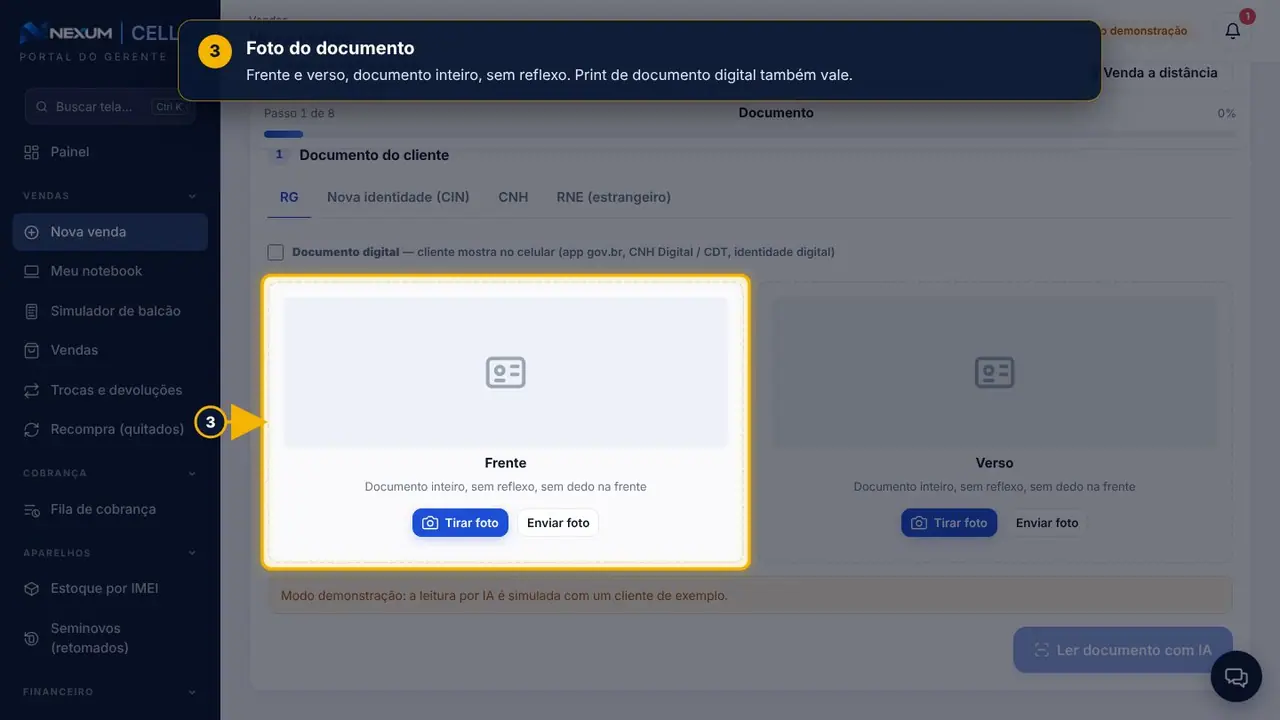 NEXUM | CELL
PORTAL DO GERENTE
Buscar tela... Ctrl K
Painel
VENDAS
Nova venda
Meu notebook
Simulador de balcão
Vendas
Trocas e devoluções
Recompra (quitados)
COBRANÇA
Fila de cobrança
APARELHOS
Estoque por IMEI
Seminovos
(retomados)
FINANCEIRO
3 Foto do documento
Frente e verso, documento inteiro, sem reflexo. Print de documento digital também vale.
demonstração
1
Venda a distância
Passo 1 de 8 Documento 0%
1 Documento do cliente
RG Nova identidade (CIN) CNH RNE (estrangeiro)
Documento digital — cliente mostra no celular (app gov.br, CNH Digital / CDT, identidade digital)
3
Frente
Documento inteiro, sem reflexo, sem dedo na frente
Tirar foto Enviar foto
Verso
Documento inteiro, sem reflexo, sem dedo na frente
Tirar foto Enviar foto
Modo demonstração: a leitura por IA é simulada com um cliente de exemplo.
Ler documento com IA